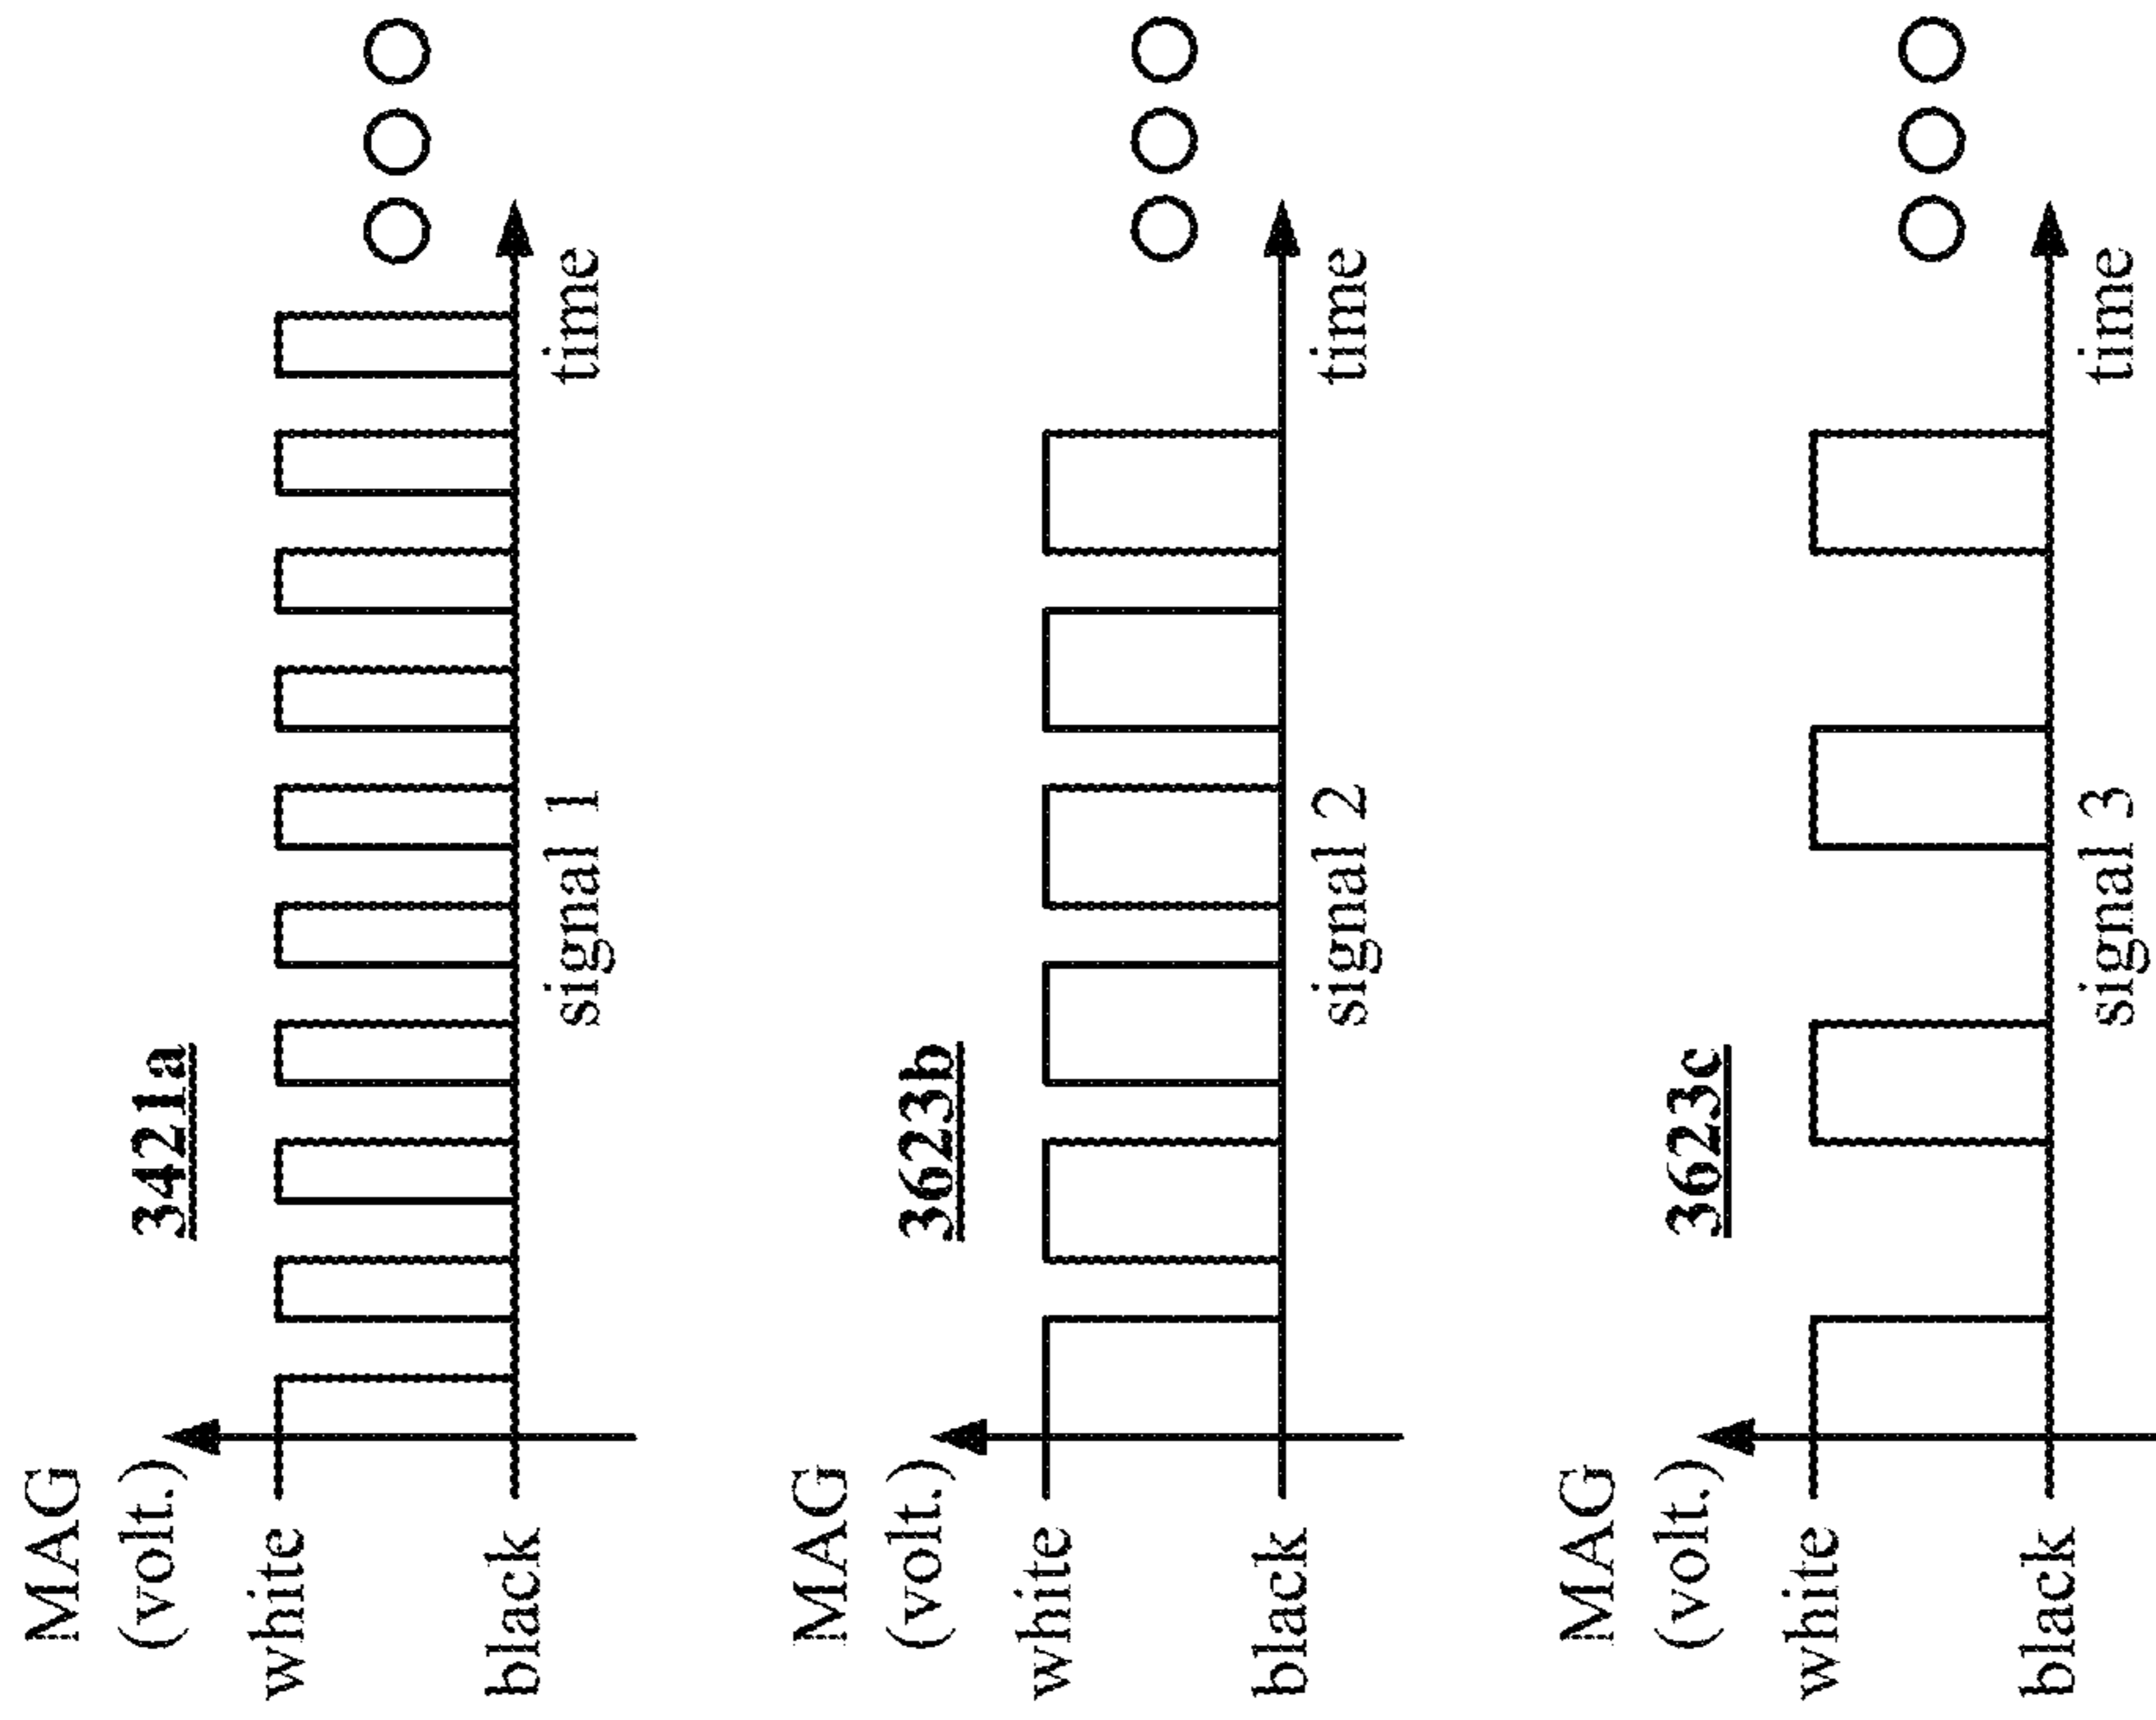 MAG
(volt.)
3421a
white
black
signal 1
time
MAG
(volt.)
3623b
white
black
signal 2
time
MAG
(volt.)
3623c
white
black
signal 3
time